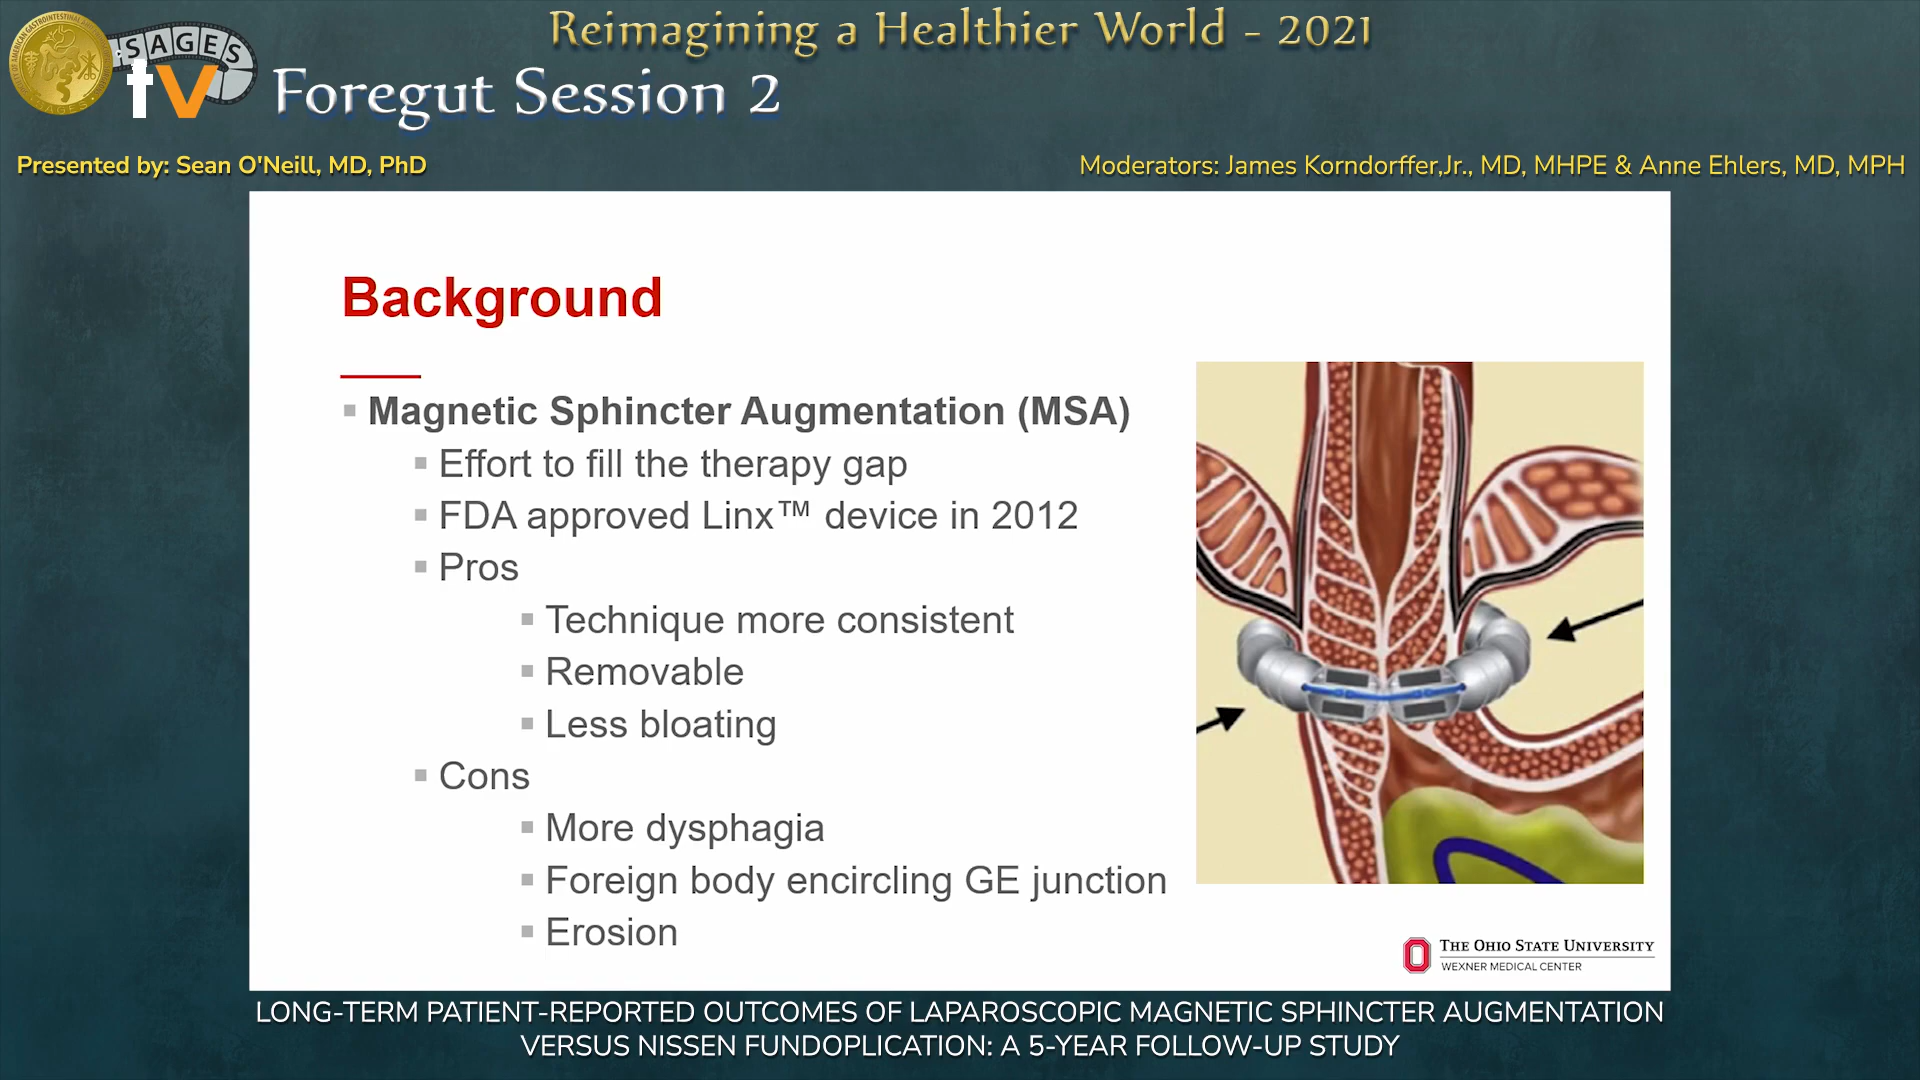 Reimagining a Healthier World - 2021
SAGES
tv
Foregut Session 2
Presented by: Sean O'Neill, MD, PhD
Moderators: James Korndorffer,Jr., MD, MHPE & Anne Ehlers, MD, MPH
Background
Magnetic Sphincter Augmentation (MSA)
Effort to fill the therapy gap
FDA approved Linx™ device in 2012
Pros
Technique more consistent
Removable
Less bloating
Cons
More dysphagia
Foreign body encircling GE junction
Erosion
THE OHIO STATE UNIVERSITY
WEXNER MEDICAL CENTER
LONG-TERM PATIENT-REPORTED OUTCOMES OF LAPAROSCOPIC MAGNETIC SPHINCTER AUGMENTATION
VERSUS NISSEN FUNDOPLICATION: A 5-YEAR FOLLOW-UP STUDY